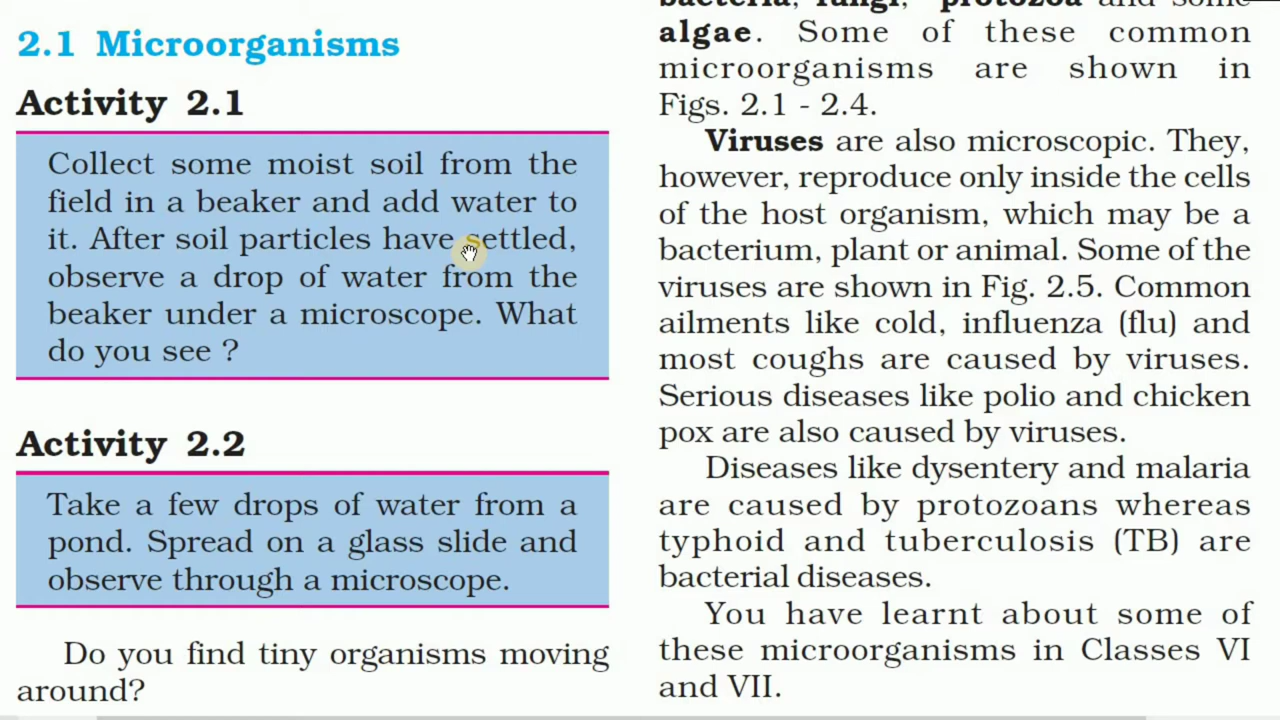 2.1 Microorganisms
Activity 2.1
Collect some moist soil from the
field in a beaker and add water to
it. After soil particles have settled,
observe a drop of water from the
beaker under a microscope. What
do you see ?
Activity 2.2
Take a few drops of water from a
pond. Spread on a glass slide and
observe through a microscope.
Do you find tiny organisms moving
around?
bacteria, fungi, protozoa and some
algae. Some of these common
microorganisms are shown in
Figs. 2.1 - 2.4.
Viruses are also microscopic. They,
however, reproduce only inside the cells
of the host organism, which may be a
bacterium, plant or animal. Some of the
viruses are shown in Fig. 2.5. Common
ailments like cold, influenza (flu) and
most coughs are caused by viruses.
Serious diseases like polio and chicken
pox are also caused by viruses.
Diseases like dysentery and malaria
are caused by protozoans whereas
typhoid and tuberculosis (TB) are
bacterial diseases.
You have learnt about some of
these microorganisms in Classes VI
and VII.